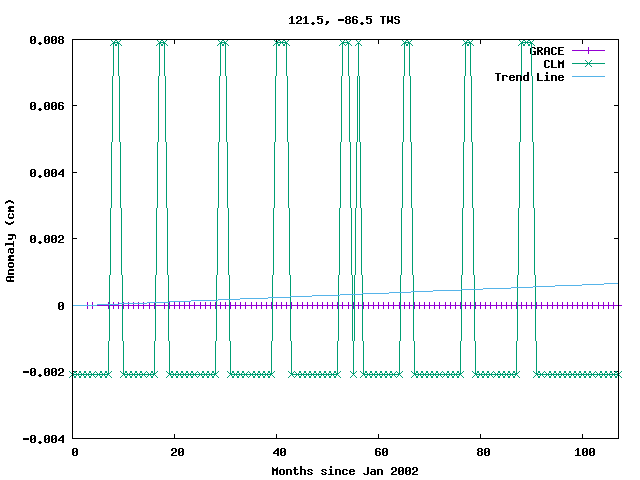 121.5, -86.5 TWS
GRACE
CLM
Trend Line
0.008
0.006
0.004
0.002
0
-0.002
-0.004
Anomaly (cm)
0 20 40 60 80 100
Months since Jan 2002